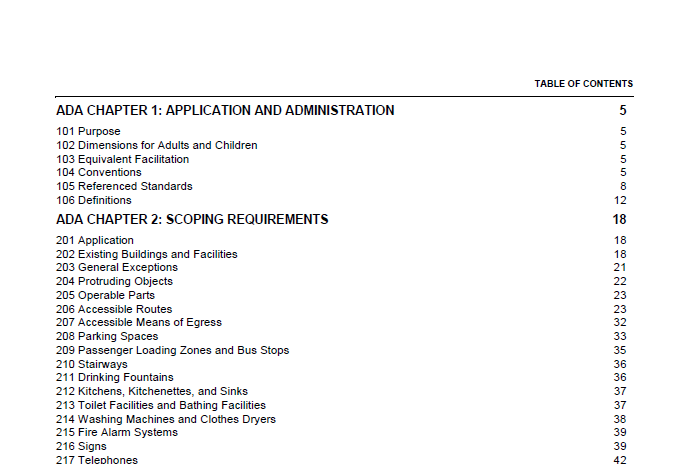 TABLE OF CONTENTS
ADA CHAPTER 1: APPLICATION AND ADMINISTRATION 5
101 Purpose 5
102 Dimensions for Adults and Children 5
103 Equivalent Facilitation 5
104 Conventions 5
105 Referenced Standards 8
106 Definitions 12
ADA CHAPTER 2: SCOPING REQUIREMENTS 18
201 Application 18
202 Existing Buildings and Facilities 18
203 General Exceptions 21
204 Protruding Objects 22
205 Operable Parts 23
206 Accessible Routes 23
207 Accessible Means of Egress 32
208 Parking Spaces 33
209 Passenger Loading Zones and Bus Stops 35
210 Stairways 36
211 Drinking Fountains 36
212 Kitchens, Kitchenettes, and Sinks 37
213 Toilet Facilities and Bathing Facilities 37
214 Washing Machines and Clothes Dryers 38
215 Fire Alarm Systems 39
216 Signs 39
217 Telephones 42